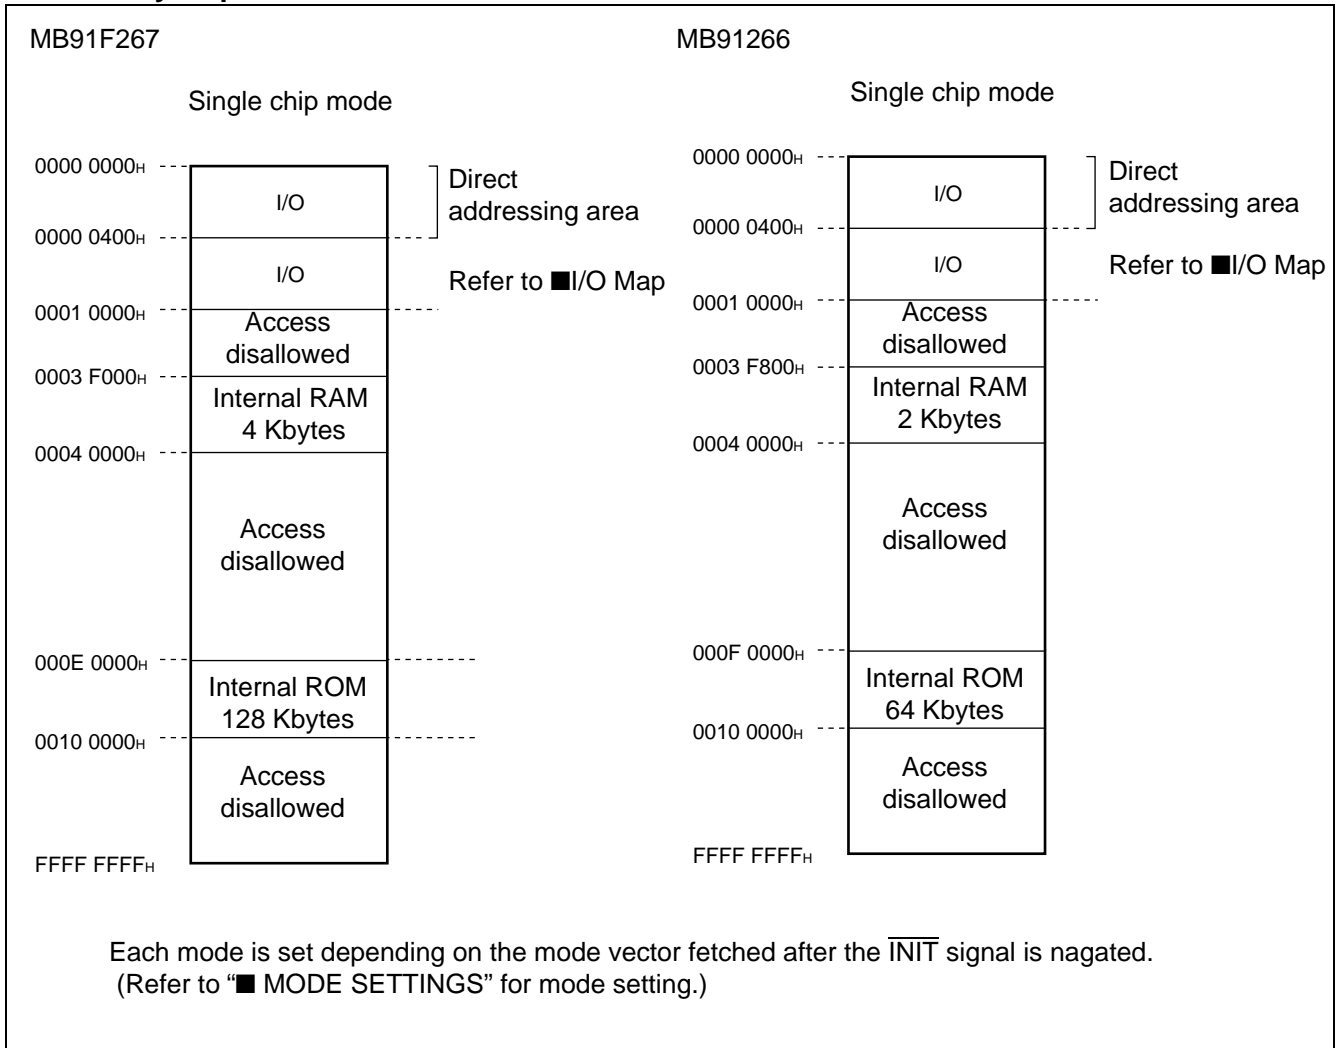 MB91F267
Single chip mode
0000 0000H
I/O
Direct
addressing area
0000 0400H
I/O
Refer to ■I/O Map
0001 0000H
Access
disallowed
0003 F000H
Internal RAM
4 Kbytes
0004 0000H
Access
disallowed
000E 0000H
Internal ROM
128 Kbytes
0010 0000H
Access
disallowed
FFFF FFFFH
MB91266
Single chip mode
0000 0000H
I/O
Direct
addressing area
0000 0400H
I/O
Refer to ■I/O Map
0001 0000H
Access
disallowed
0003 F800H
Internal RAM
2 Kbytes
0004 0000H
Access
disallowed
000F 0000H
Internal ROM
64 Kbytes
0010 0000H
Access
disallowed
FFFF FFFFH
Each mode is set depending on the mode vector fetched after the INIT signal is nagated.
(Refer to “■ MODE SETTINGS” for mode setting.)